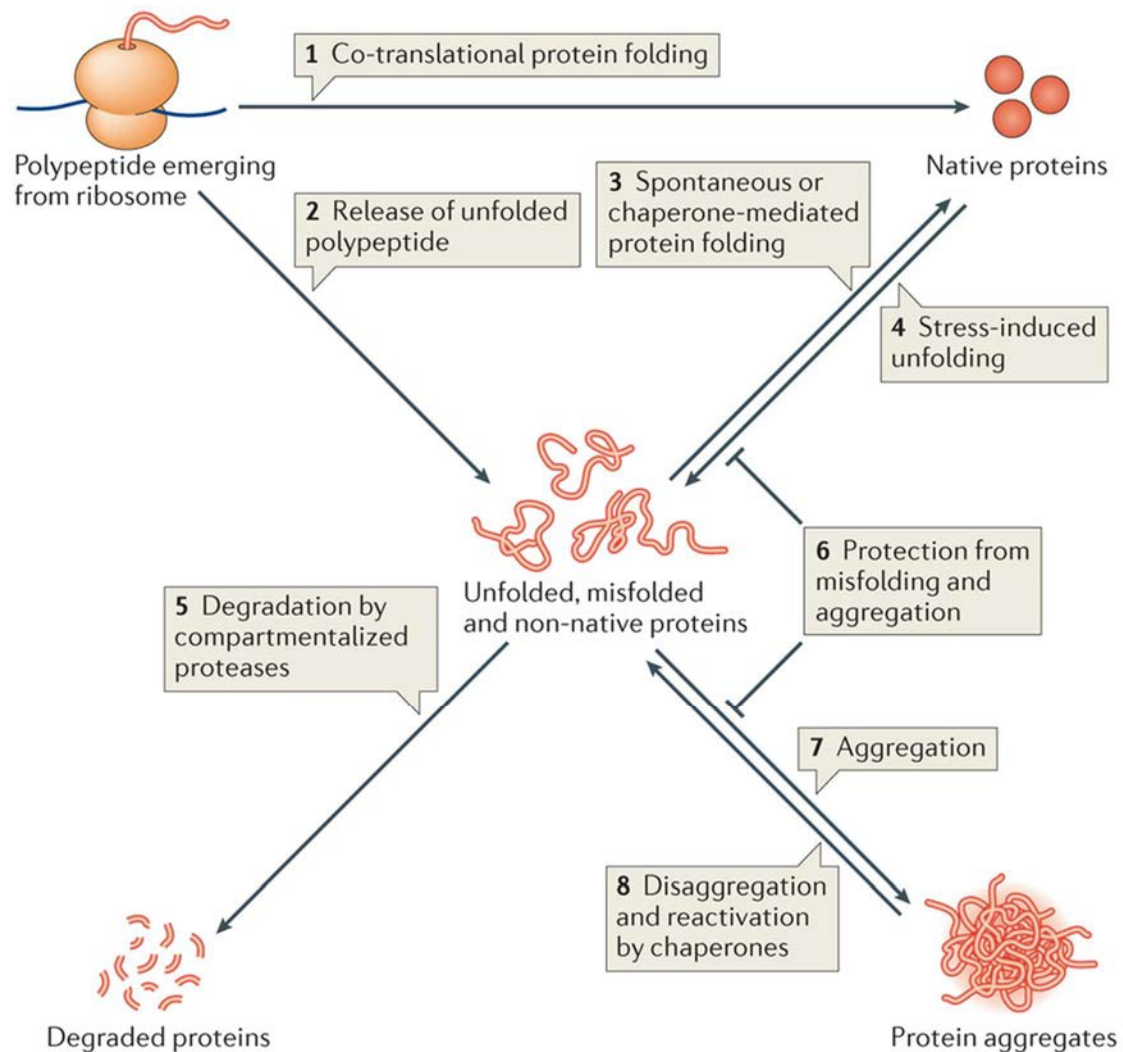 1 Co-translational protein folding
Polypeptide emerging
from ribosome
Native proteins
2 Release of unfolded
polypeptide
3 Spontaneous or
chaperone-mediated
protein folding
4 Stress-induced
unfolding
Unfolded, misfolded
and non-native proteins
5 Degradation by
compartmentalized
proteases
6 Protection from
misfolding and
aggregation
7 Aggregation
8 Disaggregation
and reactivation
by chaperones
Degraded proteins
Protein aggregates